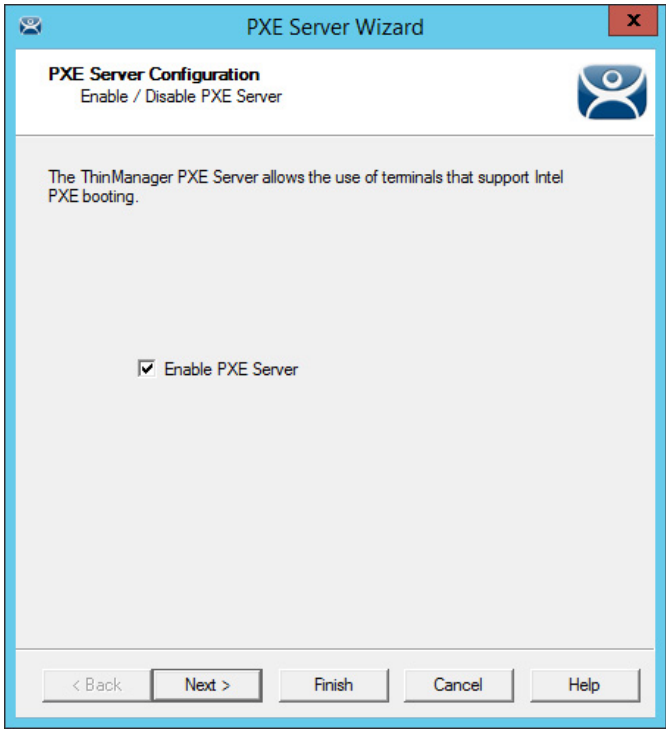 PXE Server Wizard
x
PXE Server Configuration
Enable / Disable PXE Server
The ThinManager PXE Server allows the use of terminals that support Intel
PXE booting.
Enable PXE Server
< Back
Next >
Finish
Cancel
Help